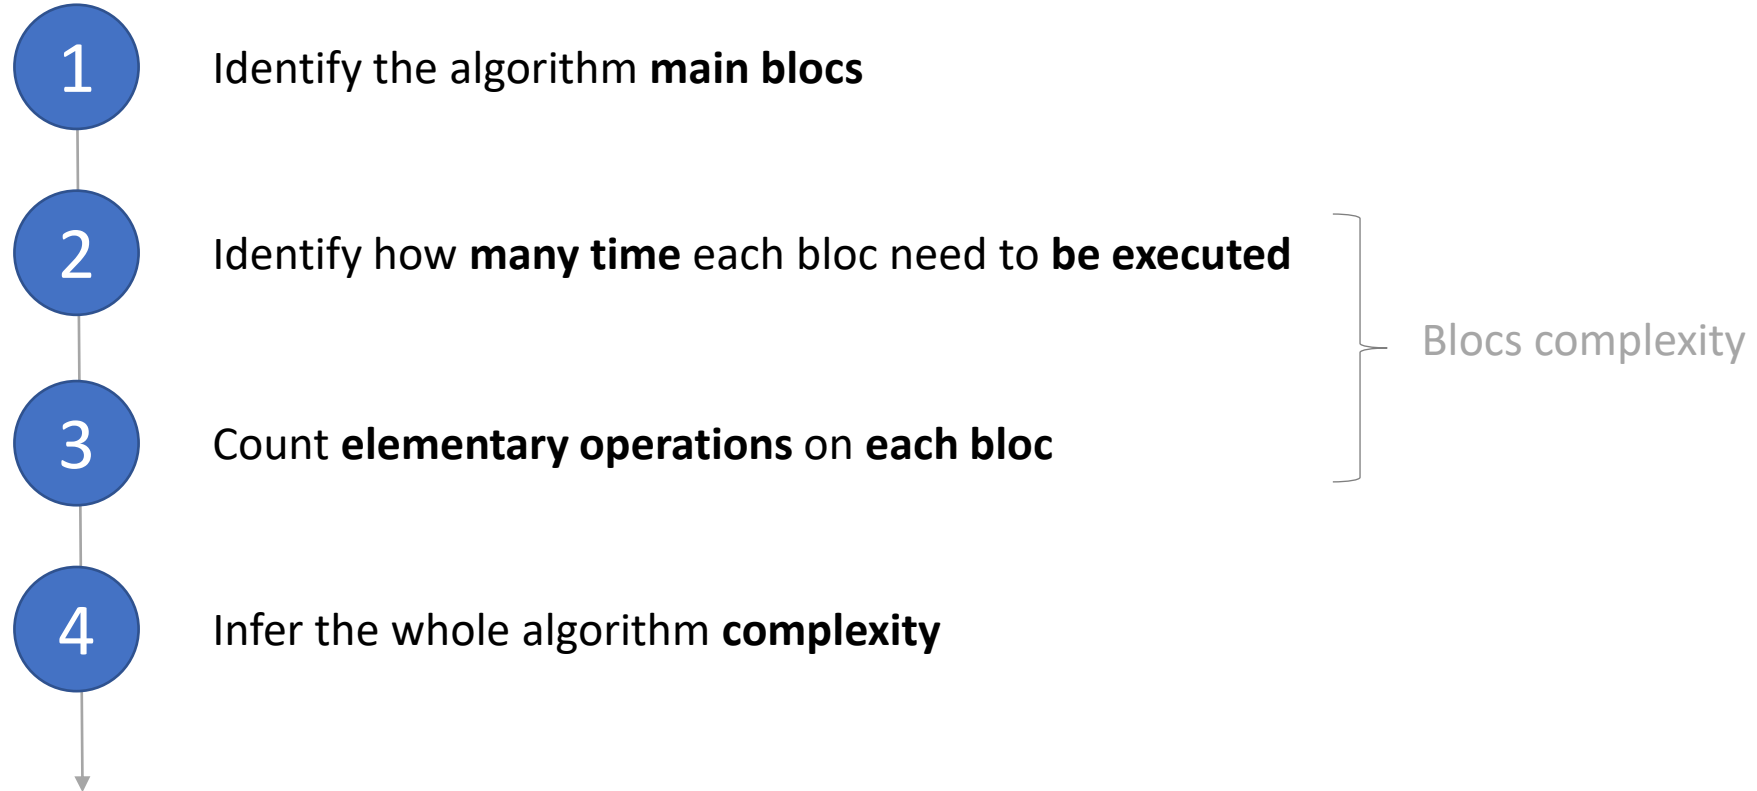 1
Identify the algorithm main blocs
2
Identify how many time each bloc need to be executed
Blocs complexity
3
Count elementary operations on each bloc
4
Infer the whole algorithm complexity